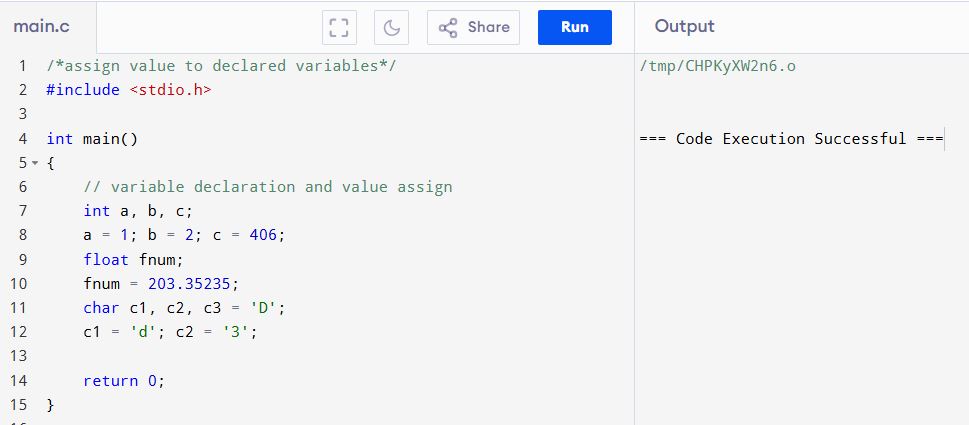 main.c
Share
Run
Output
1 /*assign value to declared variables*/
2 #include <stdio.h>
3
4 int main()
5 {
6 // variable declaration and value assign
7 int a, b, c;
8 a = 1; b = 2; c = 406;
9 float fnum;
10 fnum = 203.35235;
11 char c1, c2, c3 = 'D';
12 c1 = 'd'; c2 = '3';
13
14 return 0;
15 }
/tmp/CHPKyXW2n6.o
=== Code Execution Successful ===